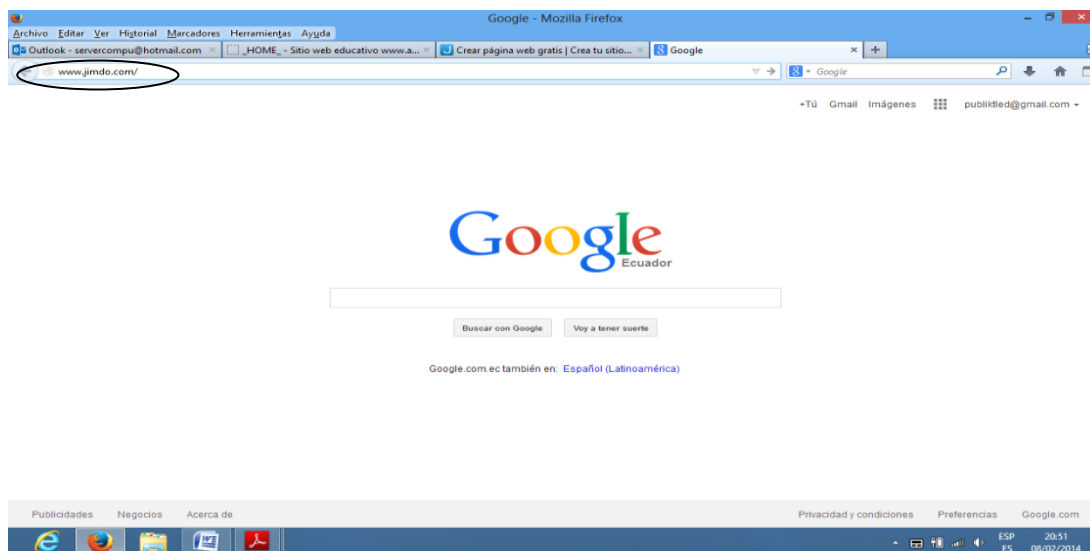 Google - Mozilla Firefox
Archivo Editar Ver Historial Marcadores Herramientas Ayuda
Outlook - servercompu@hotmail.com _HOME_ - Sitio web educativo www.a... Crear página web gratis | Crea tu sitio... Google
www.jimdo.com/ Google
+Tú Gmail Imágenes publiktled@gmail.com
Google
Ecuador
Buscar con Google Voy a tener suerte
Google.com.ec también en: Español (Latinoamérica)
Publicidades Negocios Acerca de Privacidad y condiciones Preferencias Google.com
ESP 20:51
ES 08/02/2014